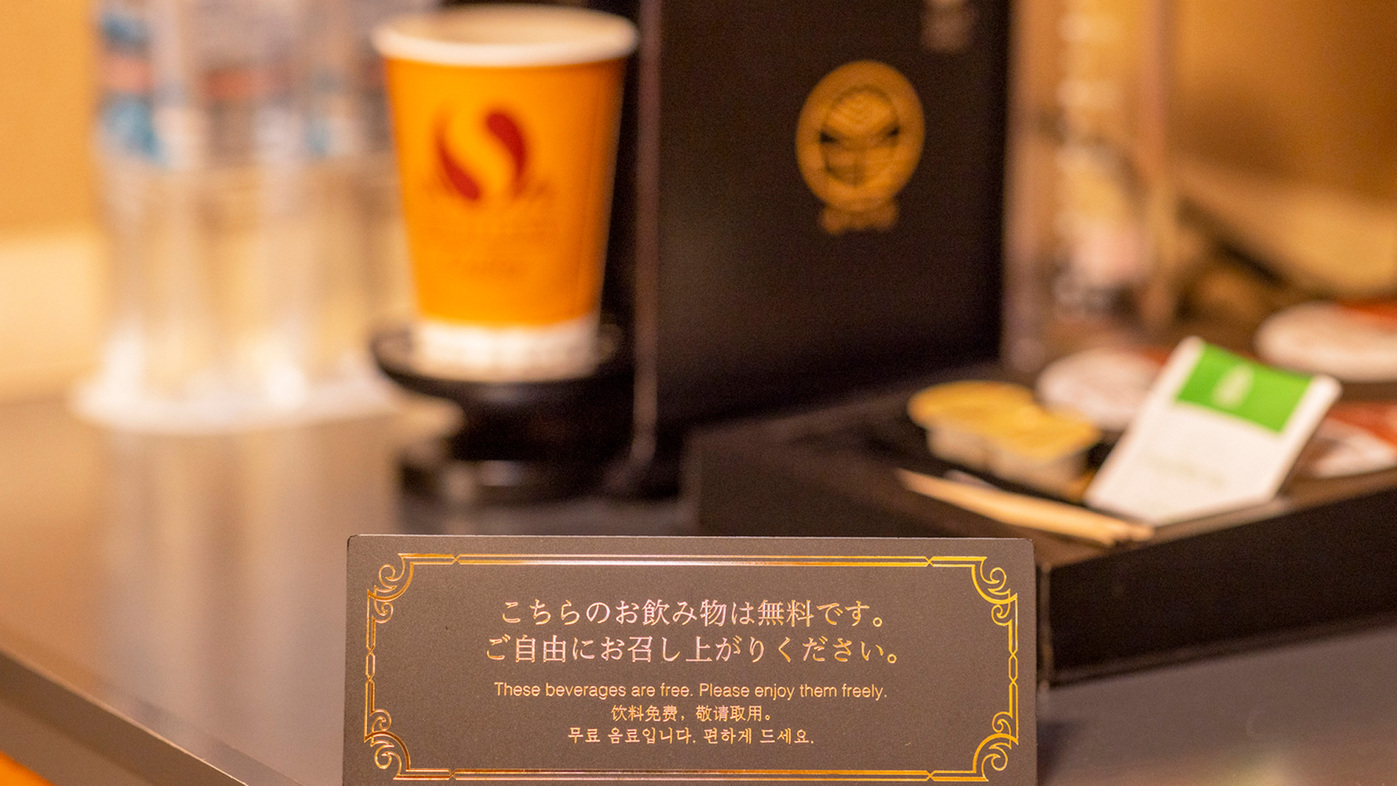 こちらのお飲み物は無料です。
ご自由にお召し上がりください。
These beverages are free. Please enjoy them freely.
饮料免费，敬请取用。
무료 음료입니다. 편하게 드세요.